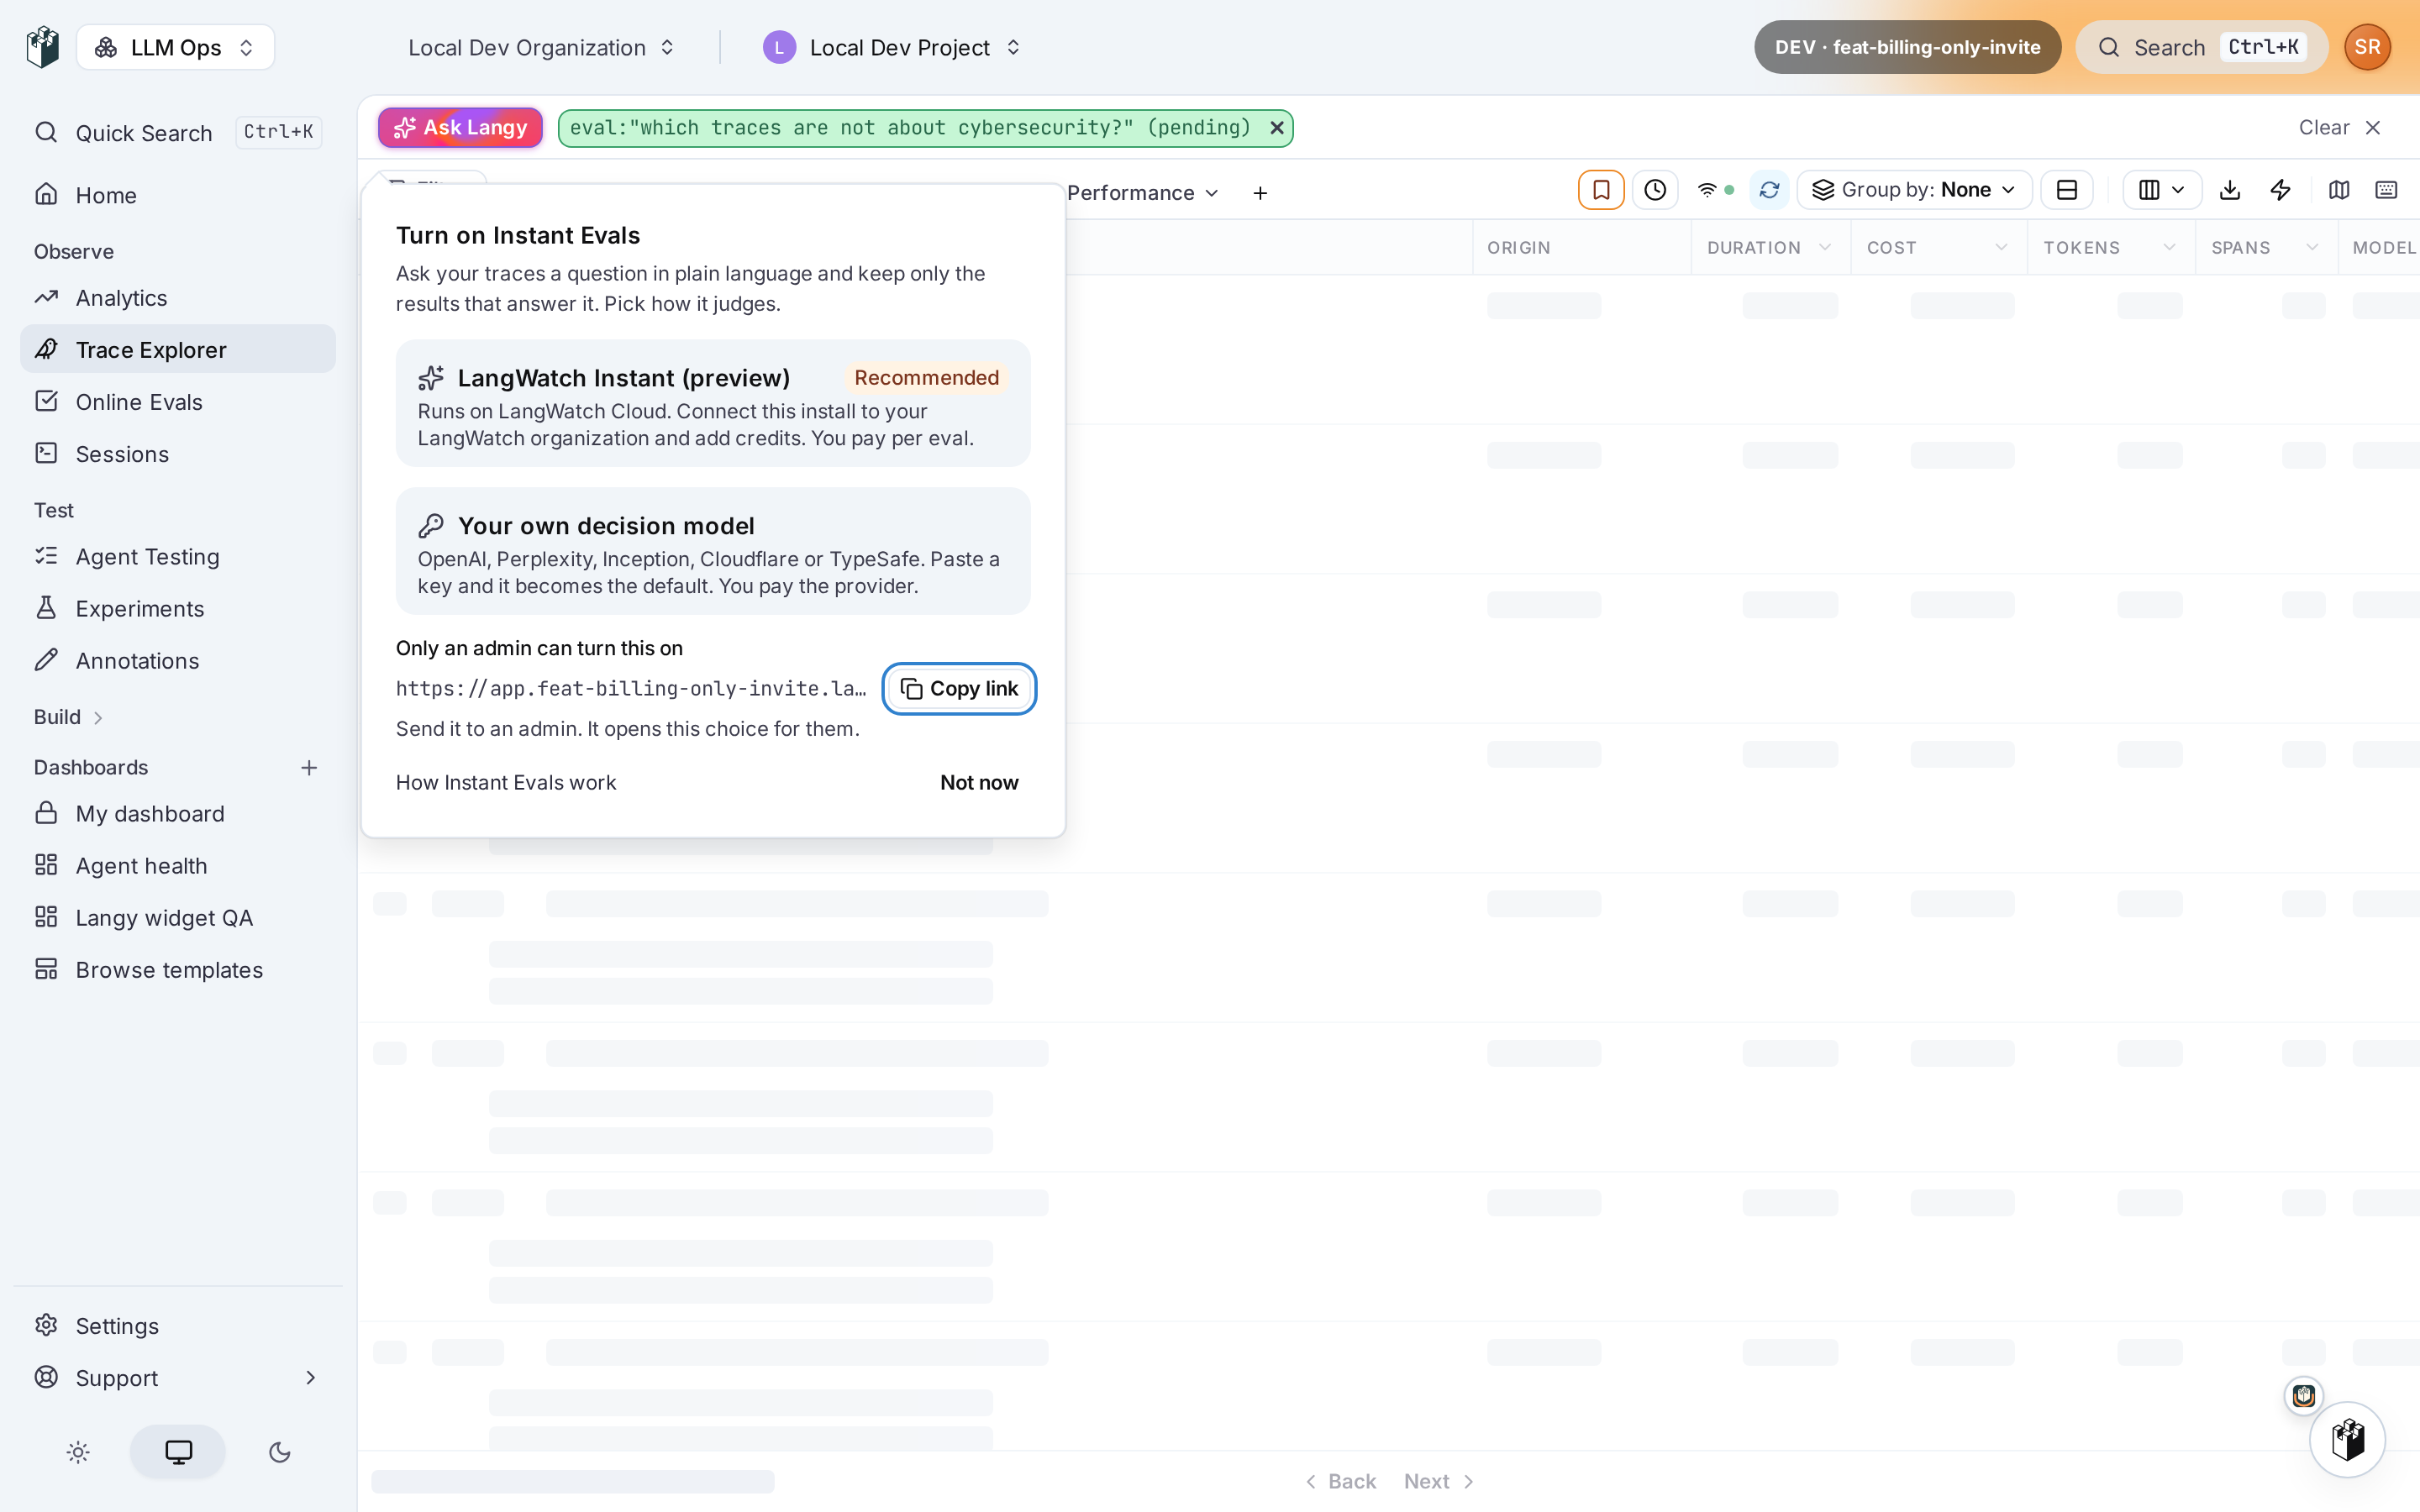 LLM Ops
Local Dev Organization
L
Local Dev Project
DEV · feat-billing-only-invite
Search
Ctrl+K
SR
Quick Search
Ctrl+K
Home
Observe
Analytics
Trace Explorer
Online Evals
Sessions
Test
Agent Testing
Experiments
Annotations
Build
Dashboards
My dashboard
Agent health
Langy widget QA
Browse templates
Settings
Support
Ask Langy
eval:"which traces are not about cybersecurity?" (pending)
Clear
Performance
Group by: None
ORIGIN
DURATION
COST
TOKENS
SPANS
MODEL
Turn on Instant Evals
Ask your traces a question in plain language and keep only the
results that answer it. Pick how it judges.
LangWatch Instant (preview)
Recommended
Runs on LangWatch Cloud. Connect this install to your
LangWatch organization and add credits. You pay per eval.
Your own decision model
OpenAI, Perplexity, Inception, Cloudflare or TypeSafe. Paste a
key and it becomes the default. You pay the provider.
Only an admin can turn this on
https://app.feat-billing-only-invite.la…
Copy link
Send it to an admin. It opens this choice for them.
How Instant Evals work
Not now
Back
Next